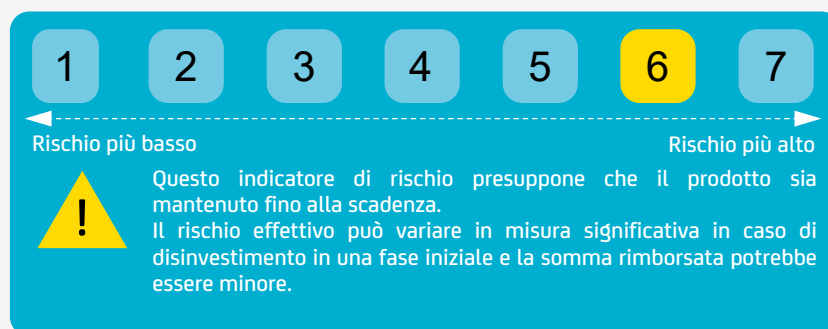 1 2 3 4 5 6 7
Rischio più basso Rischio più alto
! Questo indicatore di rischio presuppone che il prodotto sia
mantenuto fino alla scadenza.
Il rischio effettivo può variare in misura significativa in caso di
disinvestimento in una fase iniziale e la somma rimborsata potrebbe
essere minore.